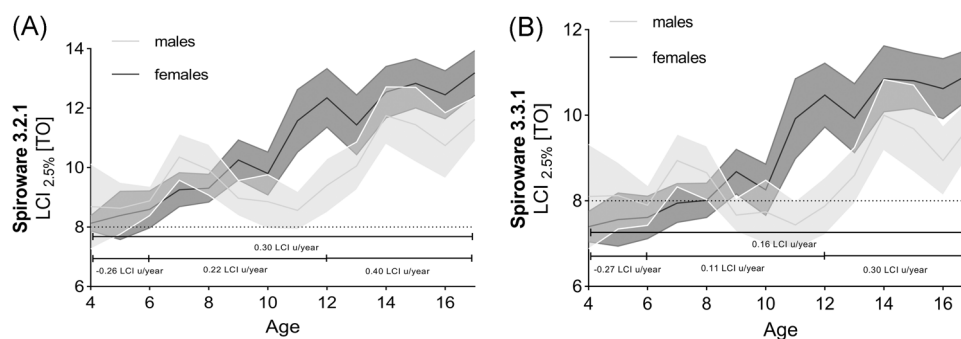 (A)
males
females
Spiroware 3.2.1
LCI 2.5% [TO]
14
12
10
8
6
0.30 LCI u/year
-0.26 LCI u/year
0.22 LCI u/year
0.40 LCI u/year
4 6 8 10 12 14 16
Age
(B)
males
females
Spiroware 3.3.1
LCI 2.5% [TO]
12
10
8
6
0.16 LCI u/year
-0.27 LCI u/year
0.11 LCI u/year
0.30 LCI u/year
4 6 8 10 12 14 16
Age